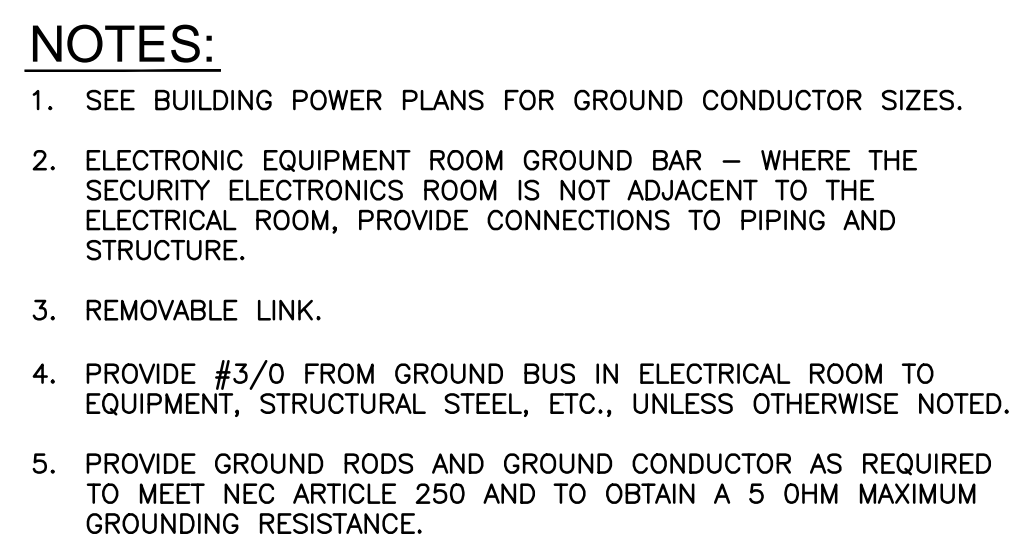 NOTES:
1. SEE BUILDING POWER PLANS FOR GROUND CONDUCTOR SIZES.
2. ELECTRONIC EQUIPMENT ROOM GROUND BAR – WHERE THE
SECURITY ELECTRONICS ROOM IS NOT ADJACENT TO THE
ELECTRICAL ROOM, PROVIDE CONNECTIONS TO PIPING AND
STRUCTURE.
3. REMOVABLE LINK.
4. PROVIDE #3/0 FROM GROUND BUS IN ELECTRICAL ROOM TO
EQUIPMENT, STRUCTURAL STEEL, ETC., UNLESS OTHERWISE NOTED.
5. PROVIDE GROUND RODS AND GROUND CONDUCTOR AS REQUIRED
TO MEET NEC ARTICLE 250 AND TO OBTAIN A 5 OHM MAXIMUM
GROUNDING RESISTANCE.